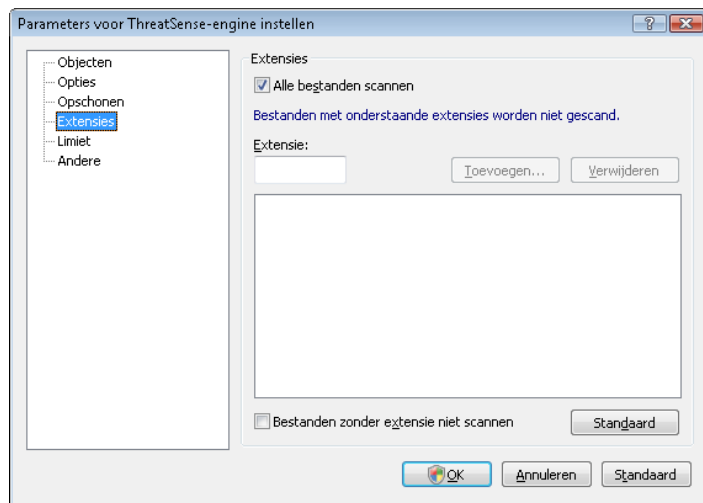 Parameters voor ThreatSense-engine instellen
Objecten
Opties
Opschonen
Extensies
Limiet
Andere
Extensies
Alle bestanden scannen
Bestanden met onderstaande extensies worden niet gescand.
Extensie:
Toevoegen... Verwijderen
Bestanden zonder extensie niet scannen Standaard
OK Annuleren Standaard